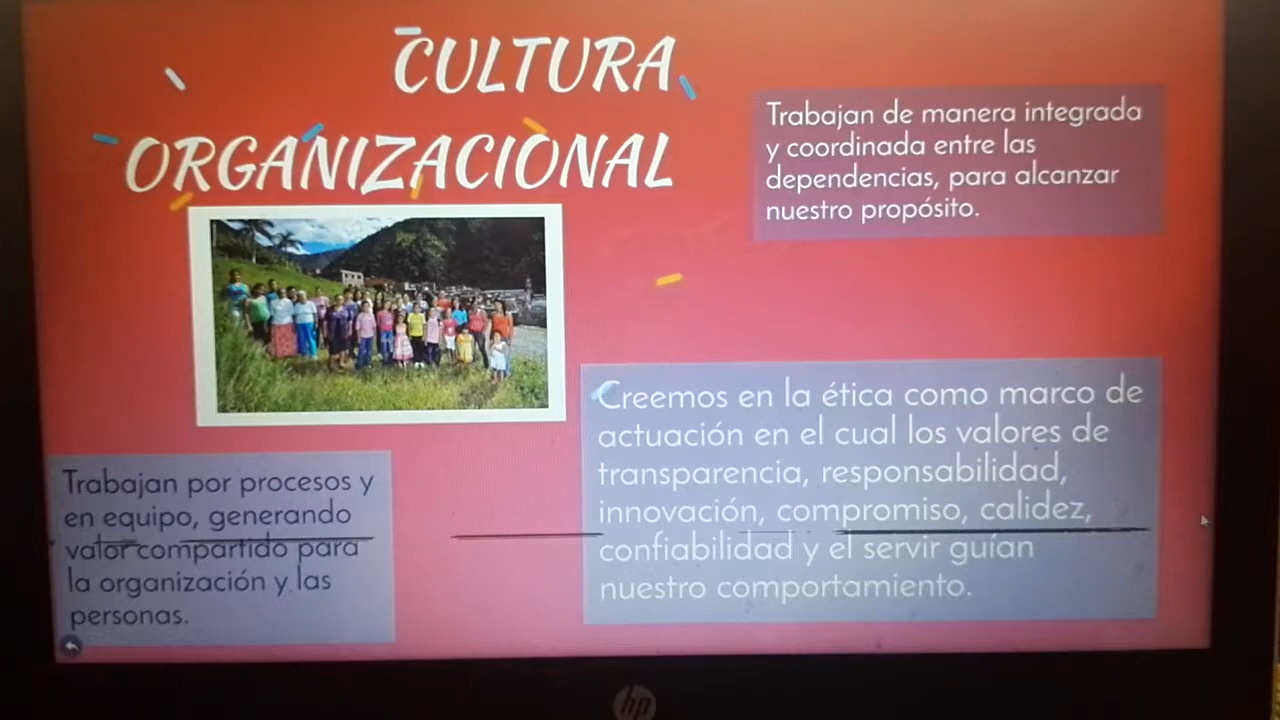 CULTURA
ORGANIZACIONAL
Trabajan de manera integrada
y coordinada entre las
dependencias, para alcanzar
nuestro propósito.
Creemos en la ética como marco de
actuación en el cual los valores de
transparencia, responsabilidad,
innovación, compromiso, calidez,
confiabilidad y el servir guían
nuestro comportamiento.
Trabajan por procesos y
en equipo, generando
valor compartido para
la organización y las
personas.
hp